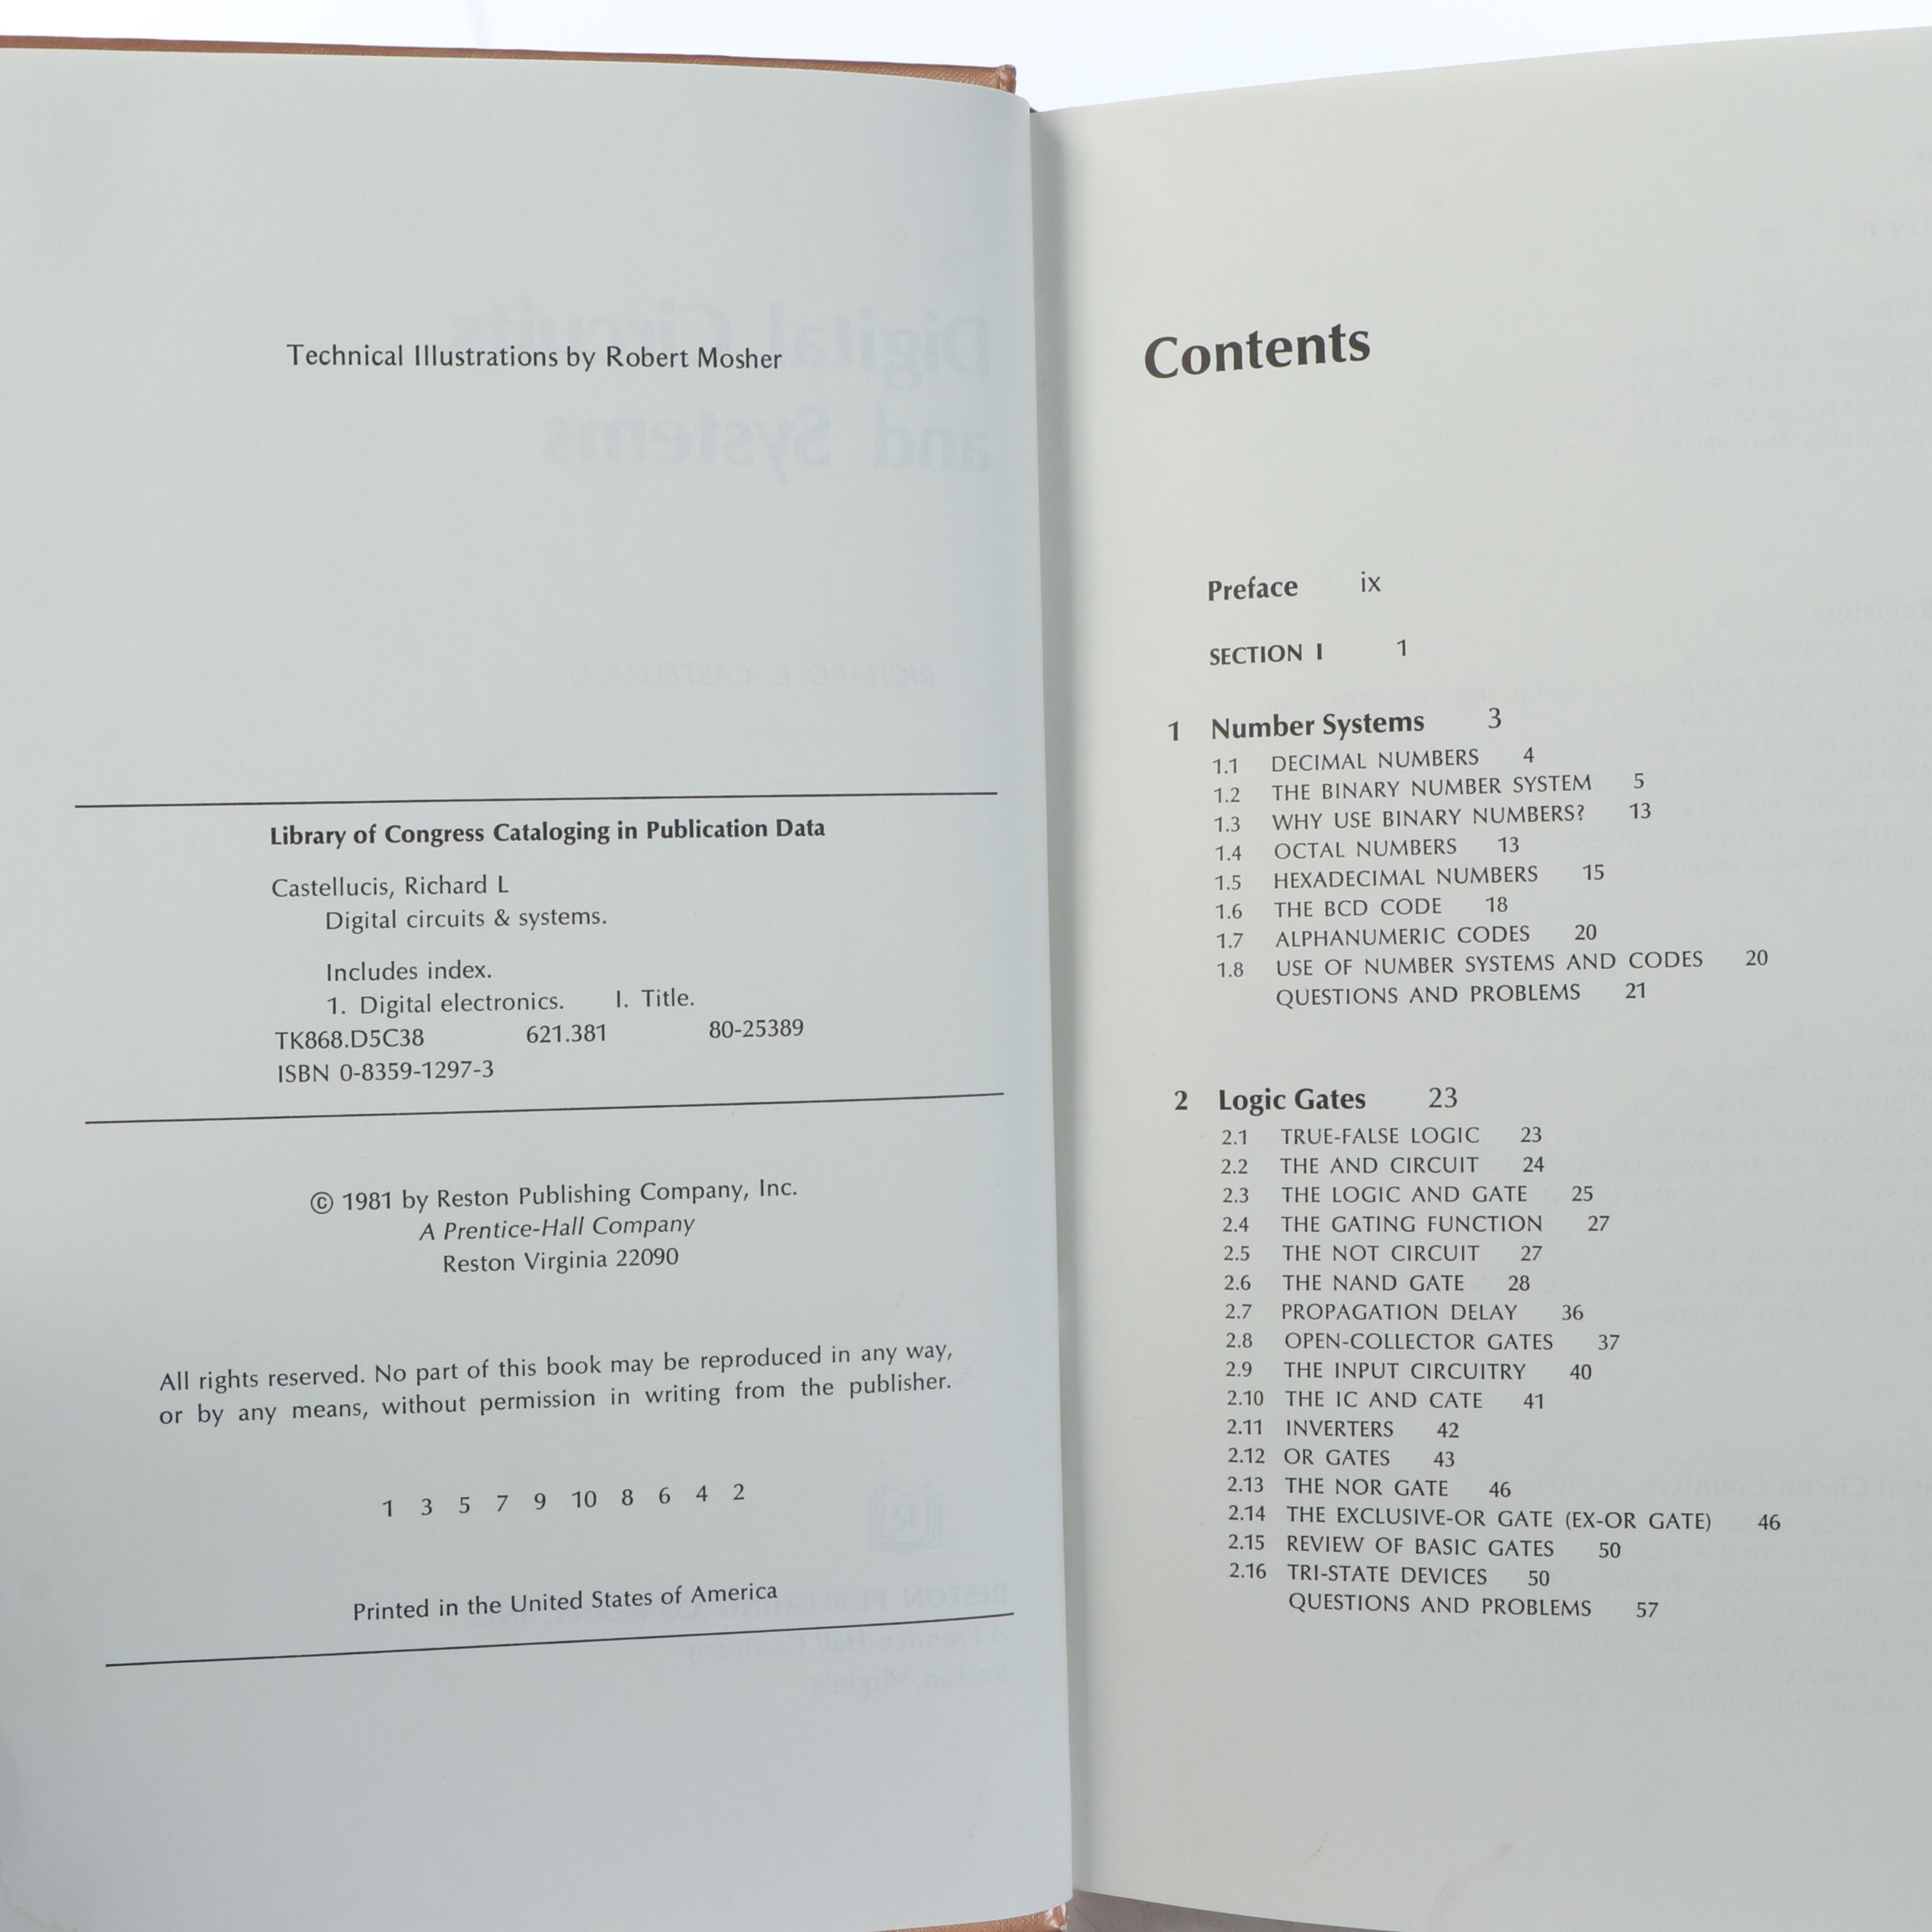 Technical Illustrations by Robert Mosher
Library of Congress Cataloging in Publication Data
Castellucis, Richard L
Digital circuits & systems.
Includes index.
1. Digital electronics. I. Title.
TK868.D5C38 621.381 80-25389
ISBN 0-8359-1297-3
© 1981 by Reston Publishing Company, Inc.
A Prentice-Hall Company
Reston Virginia 22090
All rights reserved. No part of this book may be reproduced in any way,
or by any means, without permission in writing from the publisher.
1 3 5 7 9 10 8 6 4 2
Printed in the United States of America
Contents
Preface ix
SECTION I 1
1 Number Systems 3
1.1 DECIMAL NUMBERS 4
1.2 THE BINARY NUMBER SYSTEM 5
1.3 WHY USE BINARY NUMBERS? 13
1.4 OCTAL NUMBERS 13
1.5 HEXADECIMAL NUMBERS 15
1.6 THE BCD CODE 18
1.7 ALPHANUMERIC CODES 20
1.8 USE OF NUMBER SYSTEMS AND CODES 20
QUESTIONS AND PROBLEMS 21
2 Logic Gates 23
2.1 TRUE-FALSE LOGIC 23
2.2 THE AND CIRCUIT 24
2.3 THE LOGIC AND GATE 25
2.4 THE GATING FUNCTION 27
2.5 THE NOT CIRCUIT 27
2.6 THE NAND GATE 28
2.7 PROPAGATION DELAY 36
2.8 OPEN-COLLECTOR GATES 37
2.9 THE INPUT CIRCUITRY 40
2.10 THE IC AND CATE 41
2.11 INVERTERS 42
2.12 OR GATES 43
2.13 THE NOR GATE 46
2.14 THE EXCLUSIVE-OR GATE (EX-OR GATE) 46
2.15 REVIEW OF BASIC GATES 50
2.16 TRI-STATE DEVICES 50
QUESTIONS AND PROBLEMS 57